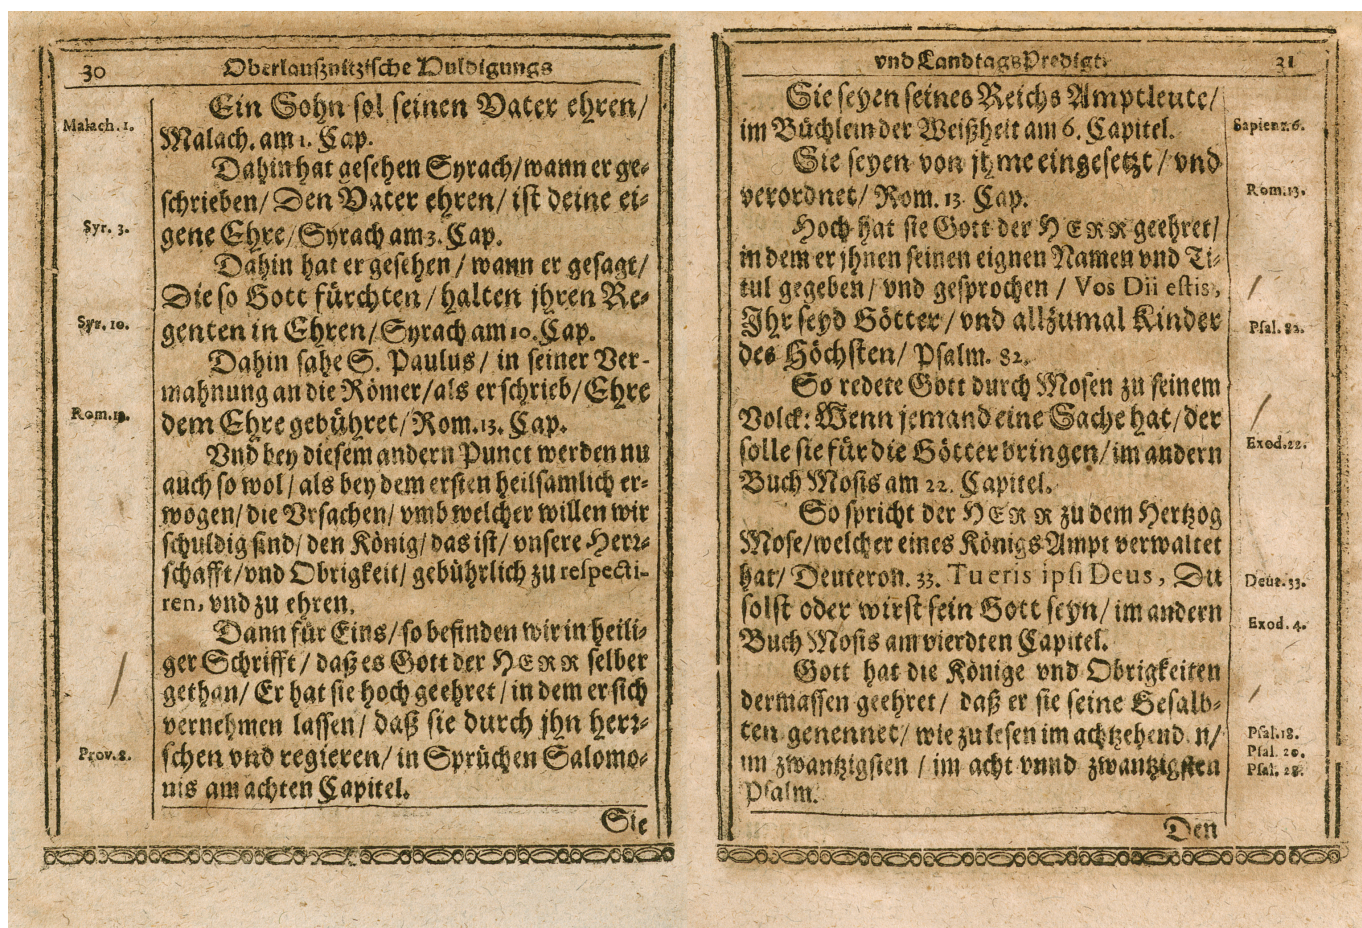 30
Oberlaußnitzische Huldigungs
Malach. 1.
Ein Sohn sol seinen Vater ehren/
Malach. am 1. Cap.
Dahin hat gesehen Syrach/wann er ge-
schrieben/ Den Vater ehren/ ist deine ei-
Syr. 3.
gene Ehre/ Syrach am 3. Cap.
Dahin hat er gesehen / wann er gesagt/
Die so Gott fürchten / halten jhren Re-
Syr. 10.
genten in Ehren/ Syrach am 10. Cap.
Dahin sahe S. Paulus / in seiner Ver-
mahnung an die Römer/als er schrieb/ Ehre
Rom. 13.
dem Ehre gebühret/ Rom. 13. Cap.
Vnd bey diesem andern Punct werden nu
auch so wol / als bey dem ersten heilsamlich er-
wogen/ die Vrsachen/ vmb welcher willen wir
schuldig sind/ den König/ das ist/ vnsere Herr-
schafft/vnd Obrigkeit/ gebührlich zu respecti-
ren, vnd zu ehren.
Dann für Eins/ so befinden wir in heili-
ger Schrifft / daß es Gott der HERR selber
gethan/ Er hat sie hoch geehret / in dem er sich
vernehmen lassen / daß sie durch jhn herr-
Prov. 8.
schen vnd regieren/ in Sprüchen Salomo-
nis am achten Capitel.
Sie
vnd LandtagsPredigt.
31
Sie seyen seines Reichs Amptleute/
im Büchlein der Weißheit am 6. Capitel.
Sapient. 6.
Sie seyen von jhme eingesetzt / vnd
verordnet/ Rom. 13. Cap.
Rom. 13.
Hoch hat sie Gott der HERR geehret/
in dem er jhnen seinen eignen Namen vnd Ti-
tul gegeben/ vnd gesprochen / Vos Dii estis,
Ihr seyd Götter/ vnd allzumal Kinder
Psal. 82.
des Höchsten/ Psalm. 82.
So redete Gott durch Mosen zu seinem
Volck: Wenn jemand eine Sache hat/ der
solle sie für die Götter bringen/ im andern
Exod. 22.
Buch Mosis am 22. Capitel.
So spricht der HERR zu dem Hertzog
Mose/welcher eines Königs Ampt verwaltet
hat/ Deuteron. 33. Tu eris ipsi Deus, Du
Deut. 33.
solst oder wirst sein Gott seyn/ im andern
Exod. 4.
Buch Mosis am vierdten Capitel.
Gott hat die Könige vnd Obrigkeiten
dermassen geehret / daß er sie seine Gesalb-
ten genennet/ wie zu lesen im achtzehend n/
Psal. 18.
im zwantzigsten / im acht vnnd zwantzigsten
Psal. 20.
Psal. 28.
Psalm.
Den